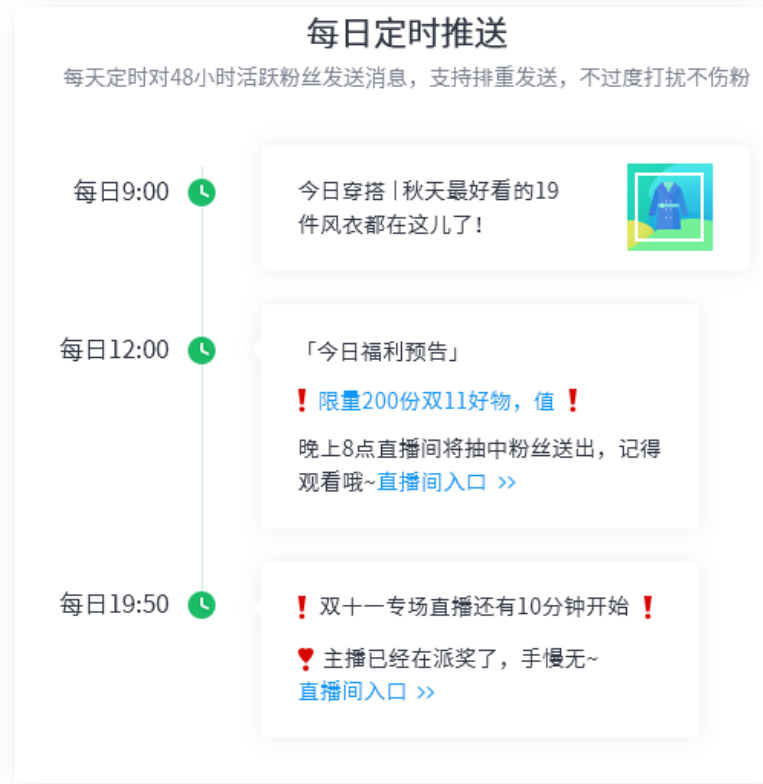 每日定时推送
每天定时对48小时活跃粉丝发送消息，支持排重发送，不过度打扰不伤粉
每日9:00
今日穿搭 | 秋天最好看的19
件风衣都在这儿了！
每日12:00
「今日福利预告」
❗ 限量200份双11好物，值 ❗
晚上8点直播间将抽中粉丝送出，记得
观看哦~直播间入口 >>
每日19:50
❗ 双十一专场直播还有10分钟开始 ❗
❣ 主播已经在派奖了，手慢无~
直播间入口 >>